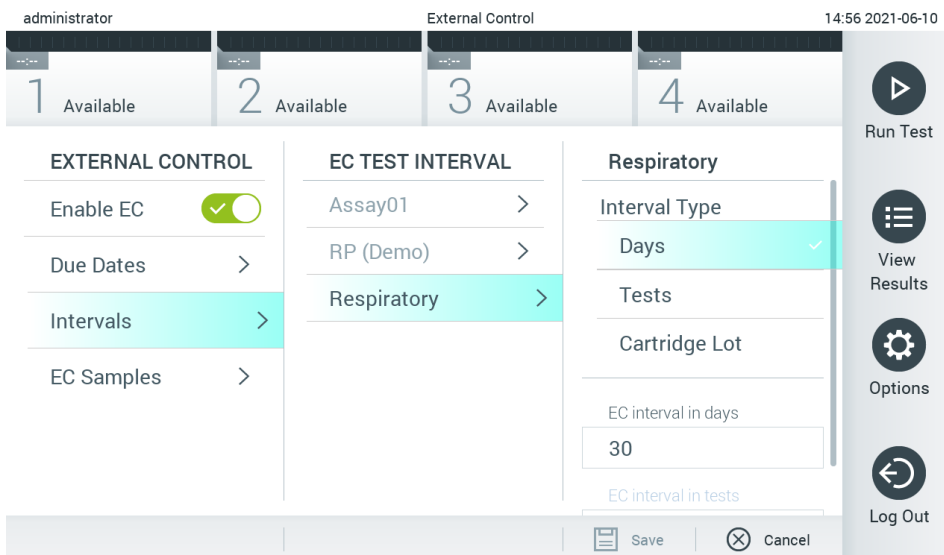 administrator
External Control
14:56 2021-06-10
--:--
1 Available
--:--
2 Available
--:--
3 Available
--:--
4 Available
EXTERNAL CONTROL
Enable EC
Due Dates
Intervals
EC Samples
EC TEST INTERVAL
Assay01
RP (Demo)
Respiratory
Respiratory
Interval Type
Days
Tests
Cartridge Lot
EC interval in days
30
EC interval in tests
Save
Cancel
Run Test
View
Results
Options
Log Out